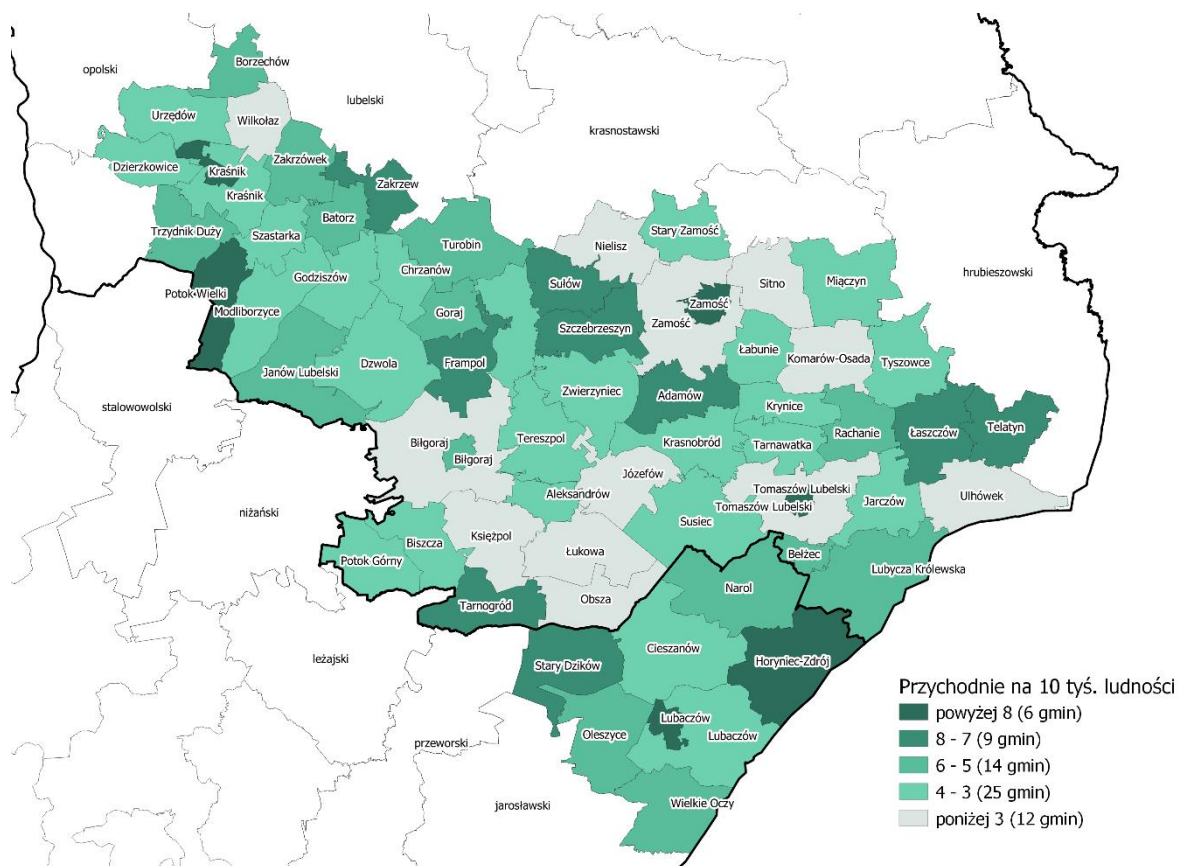 opolski
Borzechów
lubelski
Urzędów
Wilkołaz
krasnostawski
Dzierzkowice
Kraśnik
Zakrzówek
Zakrzew
Kraśnik
Batorz
Trzydnik Duży
Szastarka
Turobin
Nielisz
Stary Zamość
Potok Wielki
Godziszów
Chrzanów
Sułów
Sitno
Miączyn
hrubieszowski
Modliborzyce
Goraj
Szczebrzeszyn
Zamość
Zamość
Janów Lubelski
Dzwola
Frampol
Zwierzyniec
Łabunie
Komarów-Osada
Tyszowce
stalowowolski
Adamów
Krynice
Biłgoraj
Tereszpol
Krasnobród
Tarnawatka
Rachanie
Łaszczów
Telatyn
Biłgoraj
Józefów
Tomaszów Lubelski
Aleksandrów
Tomaszów Lubelski
Jarczów
Ulhówek
niżański
Księżpol
Susiec
Biszcza
Łukowa
Bełżec
Potok Górny
Lubycza Królewska
Tarnogród
Obsza
Narol
leżajski
Stary Dzików
Cieszanów
Horyniec-Zdrój
Przychodnie na 10 tyś. ludności
powyżej 8 (6 gmin)
8 - 7 (9 gmin)
6 - 5 (14 gmin)
4 - 3 (25 gmin)
poniżej 3 (12 gmin)
przeworski
Oleszyce
Lubaczów
Lubaczów
jarosławski
Wielkie Oczy